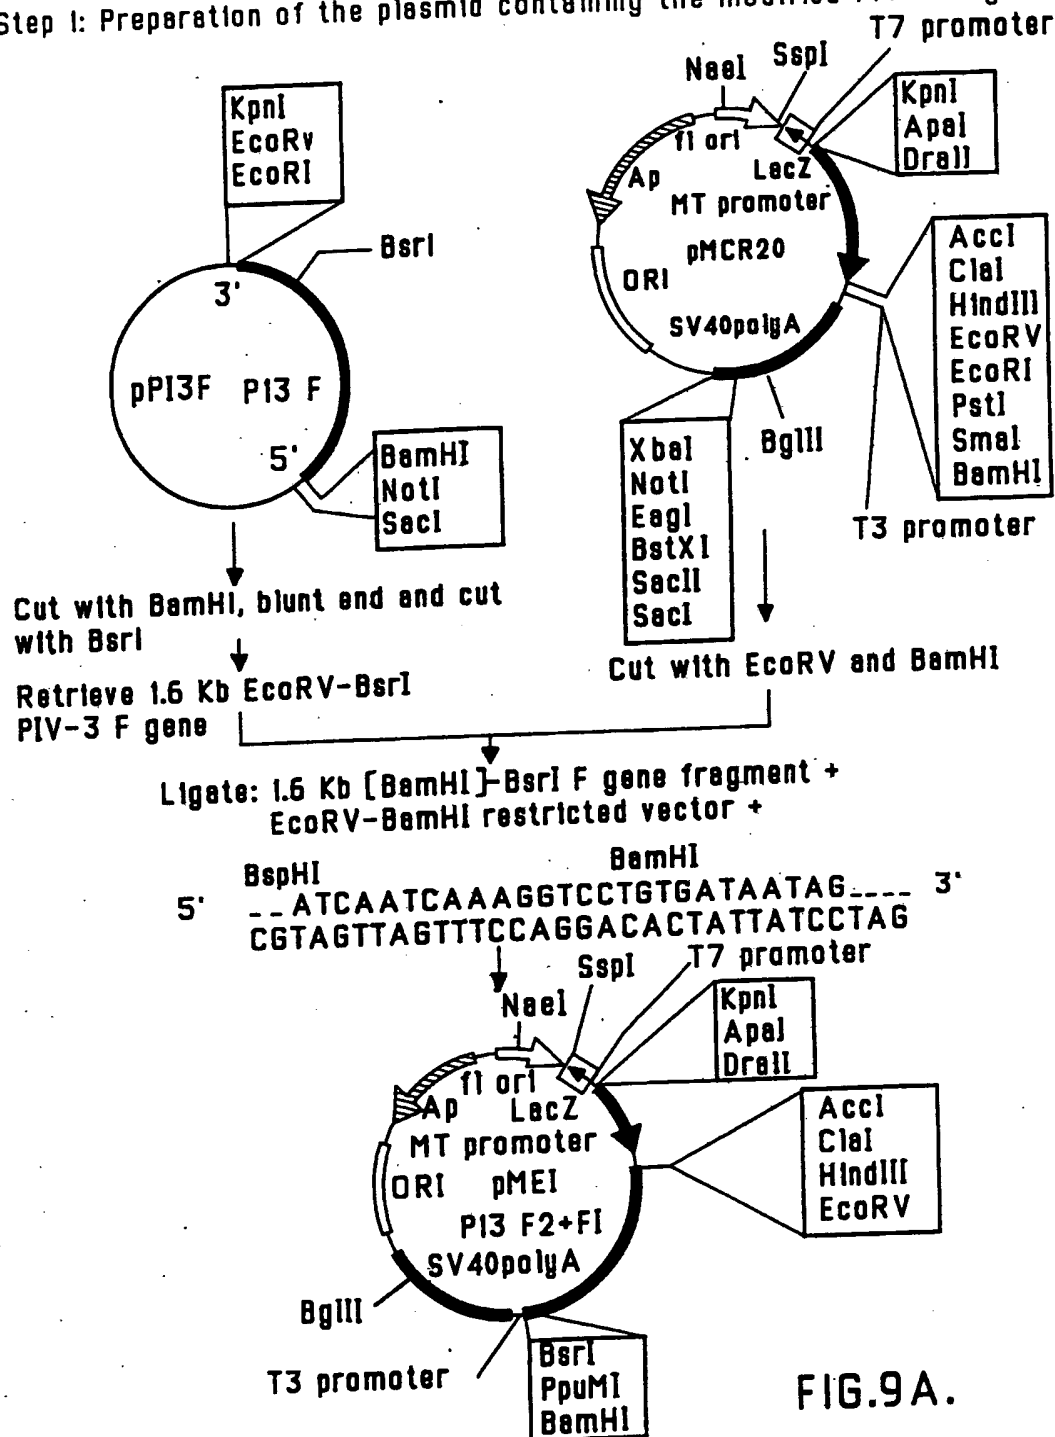 Step 1: Preparation of the plasmid containing the modified
T7 promoter
NaeI
SspI
KpnI
ApaI
DraII
KpnI
EcoRv
EcoRI
BsrI
3'
pPI3F
P13 F
5'
BamHI
NotI
SacI
f1 ori
LacZ
Ap
MT promoter
pMCR20
ORI
SV40polyA
AccI
ClaI
HindIII
EcoRV
EcoRI
PstI
SmaI
BamHI
T3 promoter
BglII
XbaI
NotI
EagI
BstXI
SacII
SacI
Cut with BamHI, blunt end and cut
with BsrI
Retrieve 1.6 Kb EcoRV-BsrI
PIV-3 F gene
Cut with EcoRV and BamHI
Ligate: 1.6 Kb [BamHI]-BsrI F gene fragment +
EcoRV-BamHI restricted vector +
BspHI
BamHI
5' --ATCAATCAAAGGTCCTGTGATAATAG---- 3'
CGTAGTTAGTTTCCAGGACACTATTATCCTAG
T7 promoter
SspI
NaeI
KpnI
ApaI
DraII
f1 ori
Ap
LacZ
MT promoter
ORI
pMEI
P13 F2+FI
SV40polyA
AccI
ClaI
HindIII
EcoRV
BglII
T3 promoter
BsrI
PpuMI
BamHI
FIG.9A.